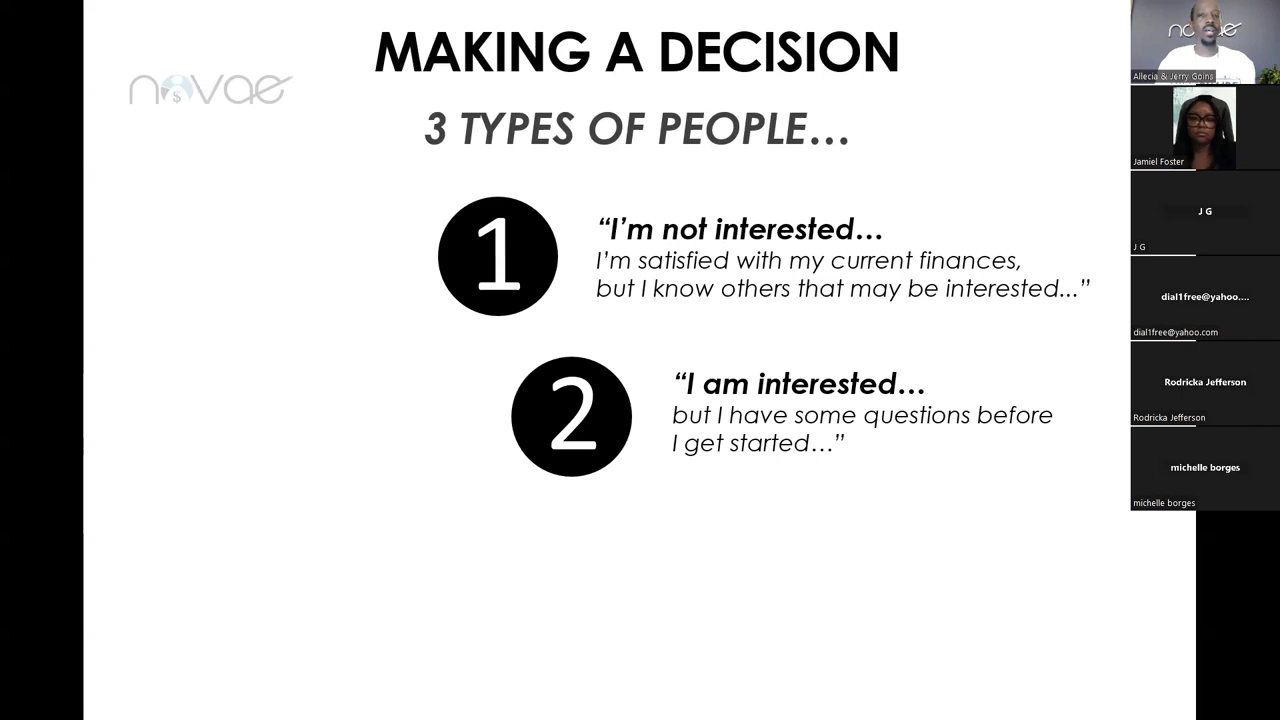 MAKING A DECISION
novae
$
3 TYPES OF PEOPLE…
1
“I’m not interested…
I’m satisfied with my current finances,
but I know others that may be interested...”
2
“I am interested…
but I have some questions before
I get started…”
novae
Allecia & Jerry Goins
Jamiel Foster
J G
J G
dial1free@yahoo....
dial1free@yahoo.com
Rodricka Jefferson
Rodricka Jefferson
michelle borges
michelle borges